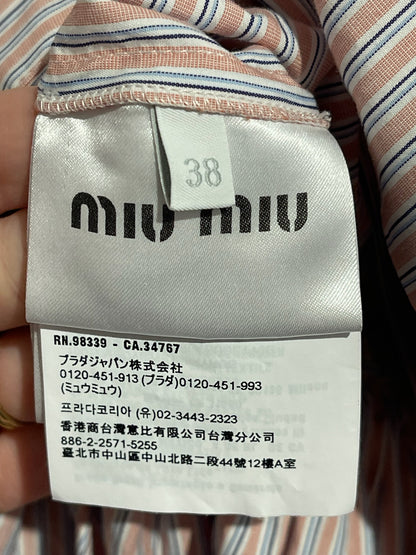 38
miu miu
RN.98339 - CA.34767
プラダジャパン株式会社
0120-451-913 (プラダ)0120-451-993
(ミュウミュウ)
프라다코리아 (유)02-3443-2323
香港商台灣惠比有限公司台灣分公司
886-2-2571-5255
臺北市中山區中山北路二段44號12樓A室